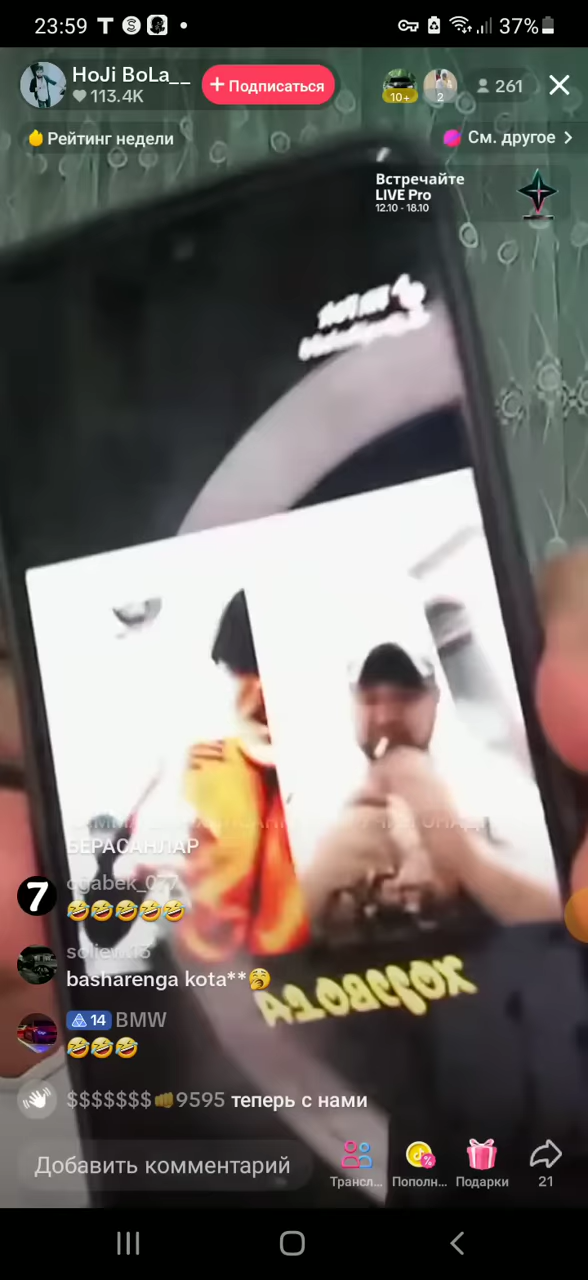 23:59
37%
HoJi BoLa__
113.4K
+ Подписаться
10+
2
261
Рейтинг недели
См. другое
Встречайте
LIVE Pro
12.10 - 18.10
БЕРАСАНЛАР
7
ogabek_077
🤣🤣🤣🤣🤣
basharenga kota**🥱
14 BMW
🤣🤣🤣
$$$$$$$👊9595 теперь с нами
Добавить комментарий
Трансл...
Пополн...
Подарки
21